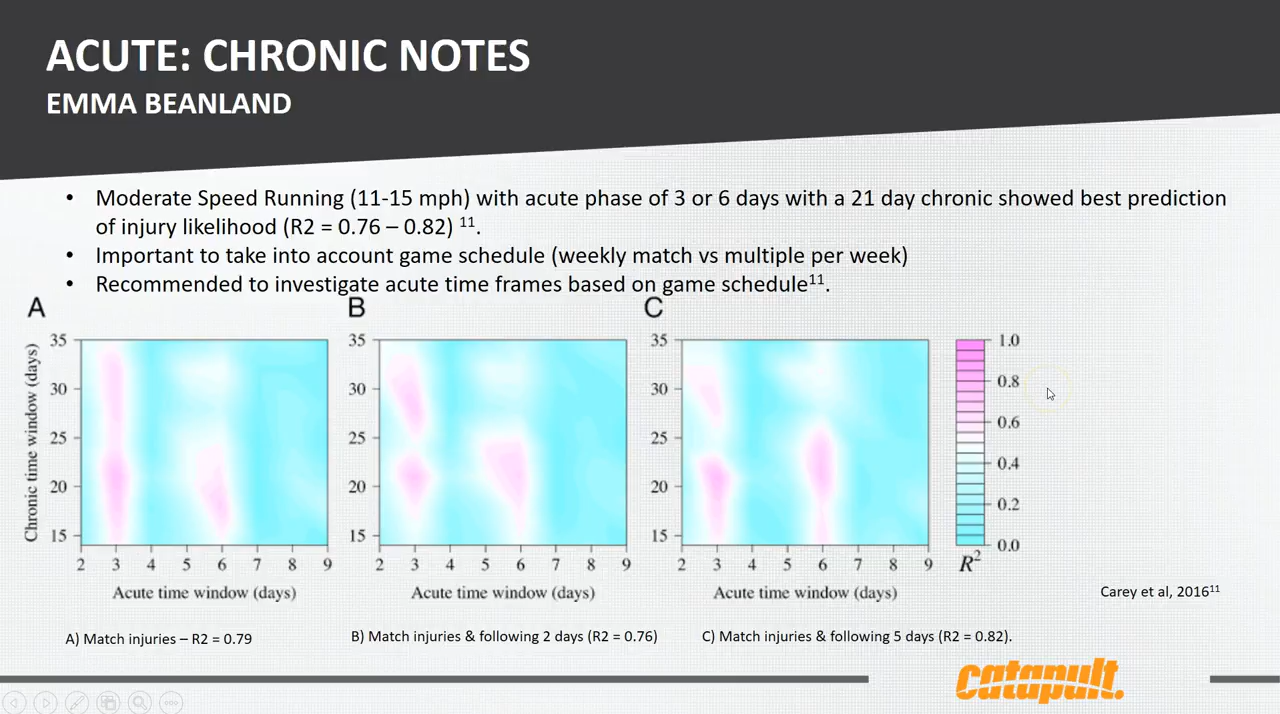 ACUTE: CHRONIC NOTES
EMMA BEANLAND
• Moderate Speed Running (11-15 mph) with acute phase of 3 or 6 days with a 21 day chronic showed best prediction
of injury likelihood (R2 = 0.76 – 0.82) 11.
• Important to take into account game schedule (weekly match vs multiple per week)
• Recommended to investigate acute time frames based on game schedule11.
A
B
C
Chronic time window (days)
35
30
25
20
15
2 3 4 5 6 7 8 9
Acute time window (days)
35
30
25
20
15
2 3 4 5 6 7 8 9
Acute time window (days)
35
30
25
20
15
2 3 4 5 6 7 8 9
Acute time window (days)
1.0
0.8
0.6
0.4
0.2
0.0
R2
Carey et al, 201611
A) Match injuries – R2 = 0.79
B) Match injuries & following 2 days (R2 = 0.76)
C) Match injuries & following 5 days (R2 = 0.82).
catapult.